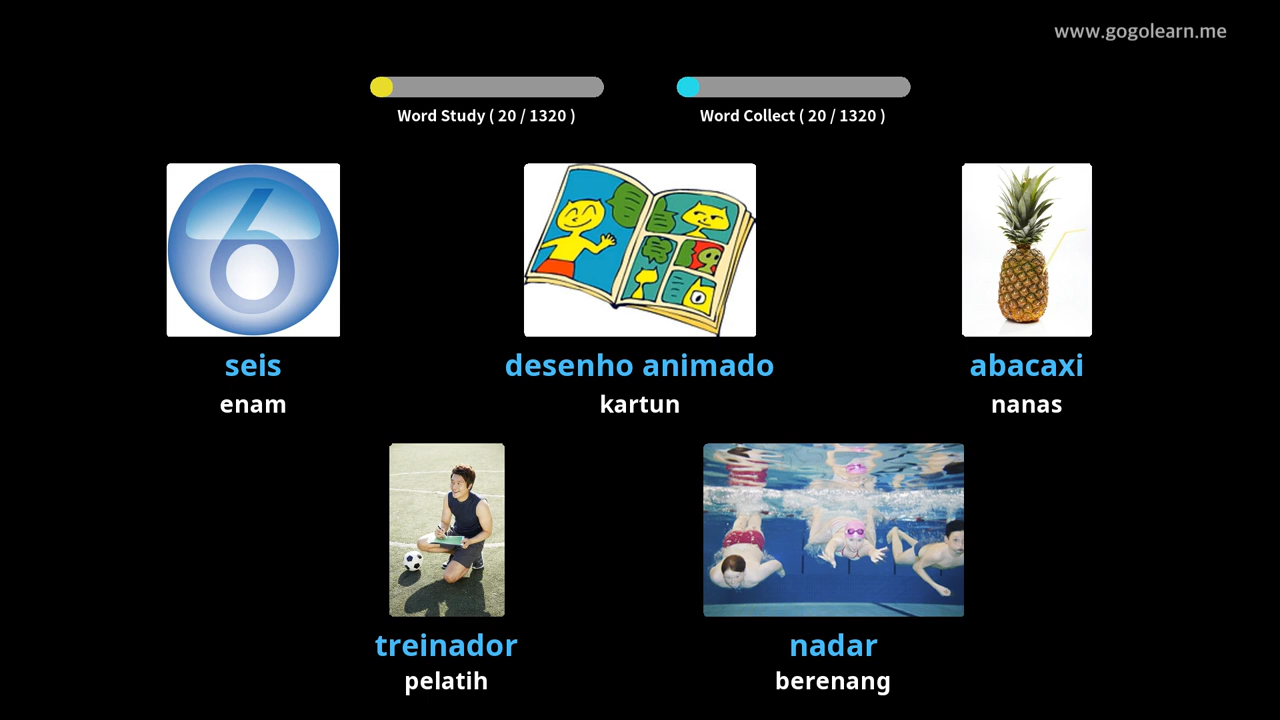 www.gogolearn.me
Word Study ( 20 / 1320 )
Word Collect ( 20 / 1320 )
6
seis
desenho animado
abacaxi
enam
kartun
nanas
treinador
nadar
pelatih
berenang